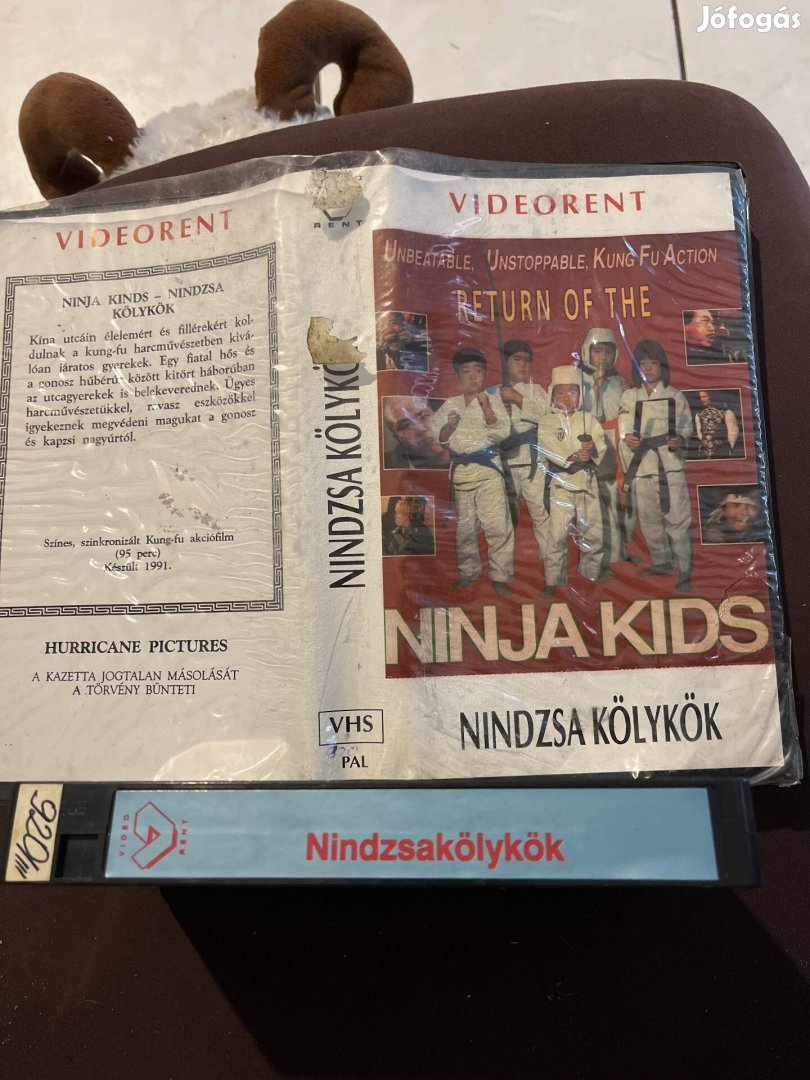 Jófogás
VIDEORENT
NINJA KINDS – NINDZSA
KÖLYKÖK
Kína utcáin élelemért és fillérekért kol-
dulnak a kung-fu harcművészetben kivá-
lóan járatos gyerekek. Egy fiatal hős és
a gonosz hűbérúr között kitört háborúban
az utcagyerekek is belekeverednek. Ügyes
harcművészetükkel, ravasz eszközökkel
igyekeznek megvédeni magukat a gonosz
és kapzsi nagyúrtól.
Színes, szinkronizált Kung-fu akciófilm
(95 perc)
Készült 1991.
HURRICANE PICTURES
A KAZETTA JOGTALAN MÁSOLÁSÁT
A TÖRVÉNY BÜNTETI
RENT
NINDZSA KÖLYKÖ
VHS
PAL
VIDEORENT
UNBEATABLE, UNSTOPPABLE, KUNG FU ACTION
RETURN OF THE
NINJA KIDS
NINDZSA KÖLYKÖK
920
VIDEO
RENT
Nindzsakölykök